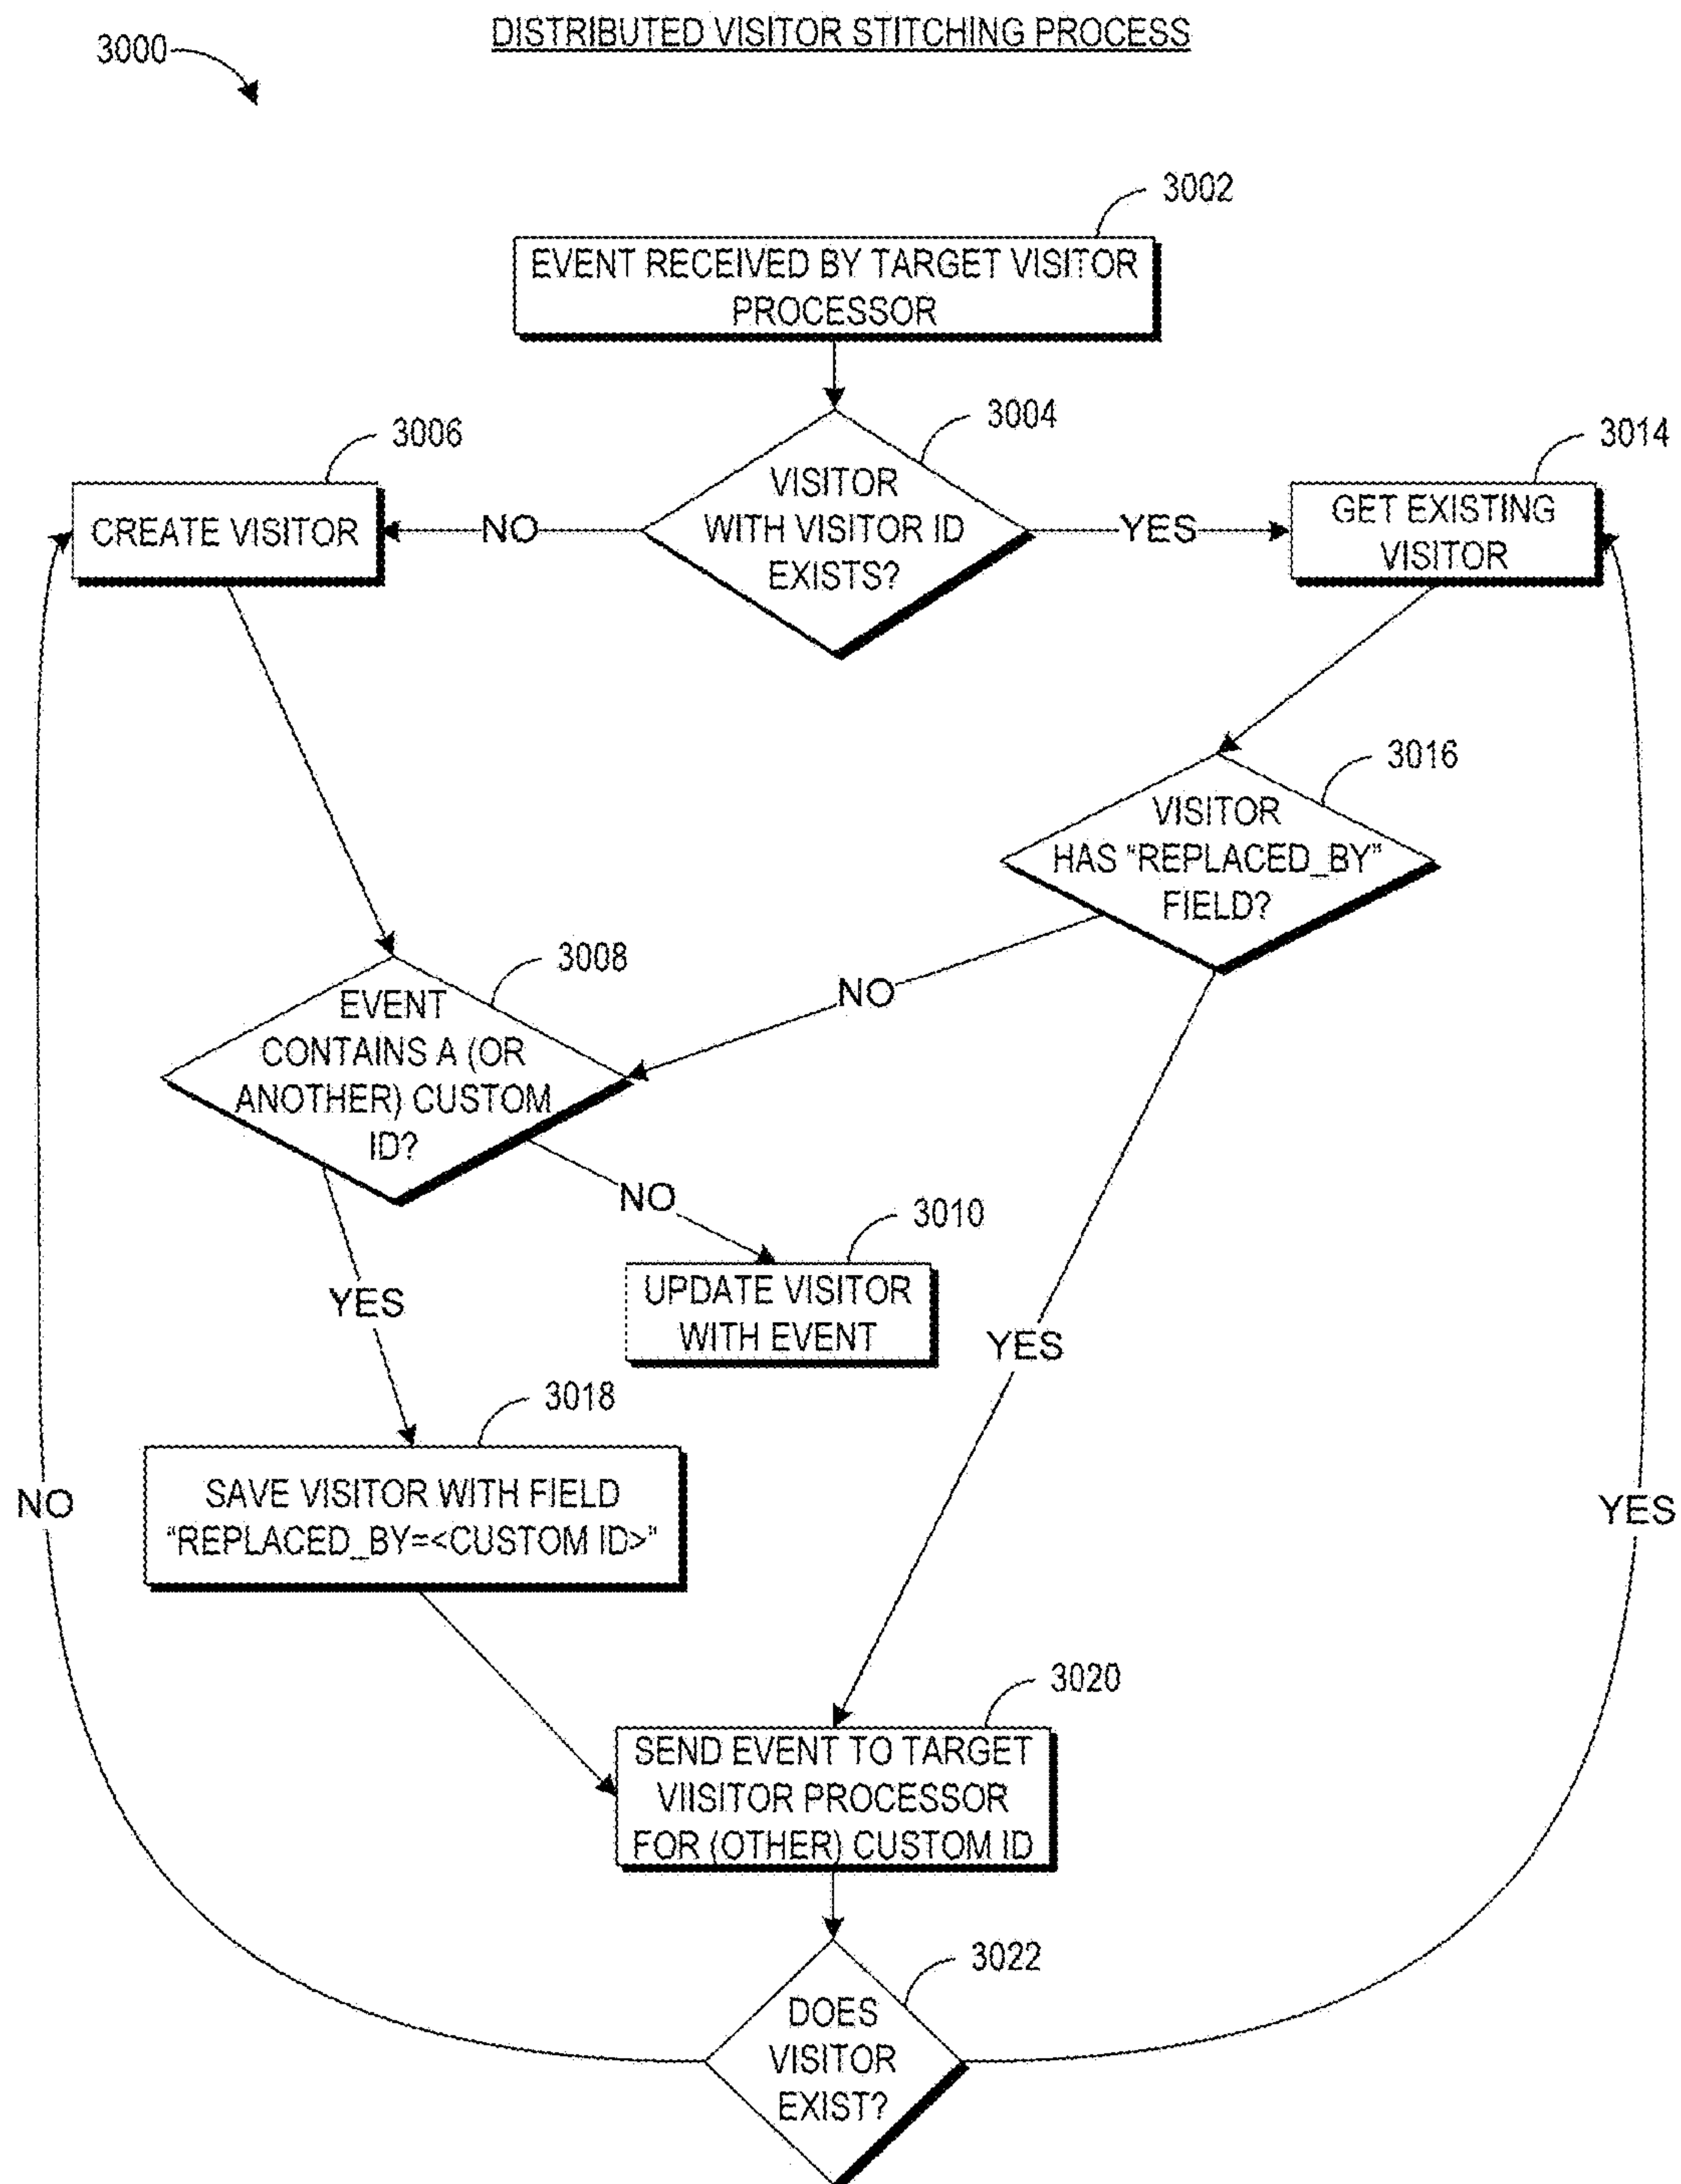 DISTRIBUTED VISITOR STITCHING PROCESS
3000
3002
EVENT RECEIVED BY TARGET VISITOR
PROCESSOR
3004
VISITOR
WITH VISITOR ID
EXISTS?
3006
CREATE VISITOR
NO
YES
3014
GET EXISTING
VISITOR
3016
VISITOR
HAS “REPLACED_BY”
FIELD?
NO
YES
3008
EVENT
CONTAINS A (OR
ANOTHER) CUSTOM
ID?
NO
3010
UPDATE VISITOR
WITH EVENT
YES
3018
SAVE VISITOR WITH FIELD
“REPLACED_BY=<CUSTOM ID>”
3020
SEND EVENT TO TARGET
VIISITOR PROCESSOR
FOR (OTHER) CUSTOM ID
3022
DOES
VISITOR
EXIST?
NO
YES